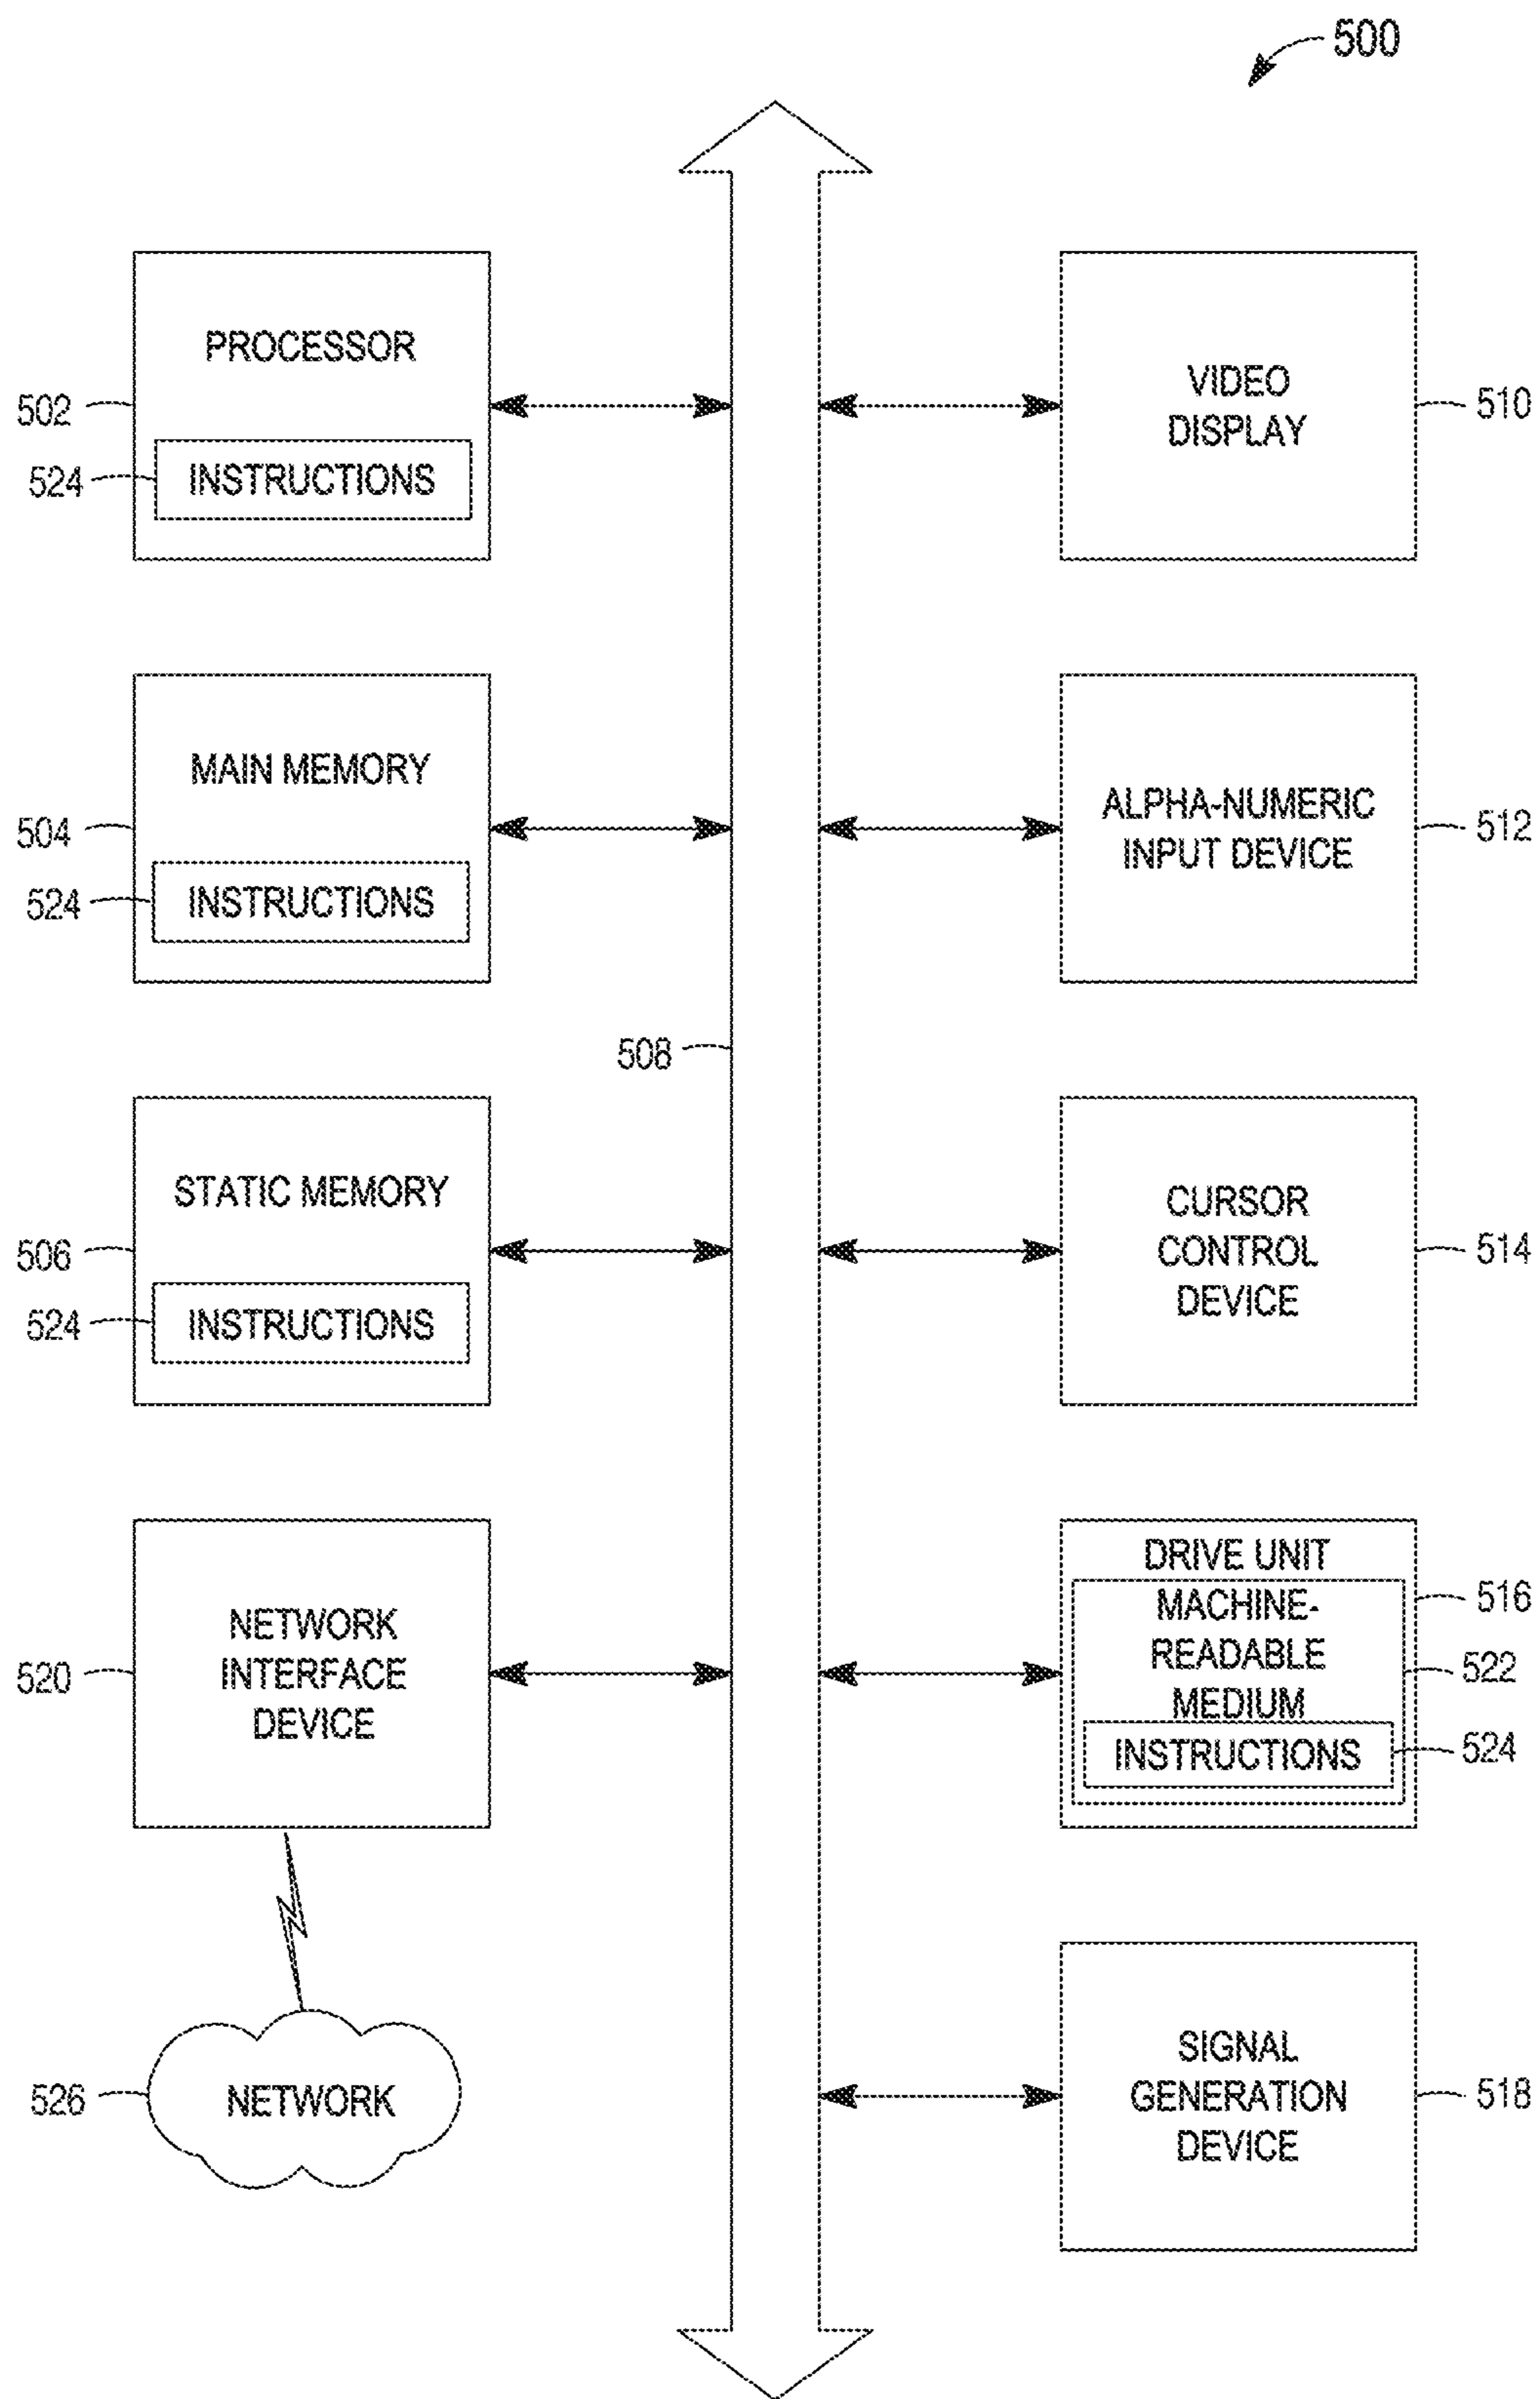 500
PROCESSOR
502
524
INSTRUCTIONS
VIDEO
DISPLAY
510
MAIN MEMORY
504
524
INSTRUCTIONS
ALPHA-NUMERIC
INPUT DEVICE
512
508
STATIC MEMORY
506
524
INSTRUCTIONS
CURSOR
CONTROL
DEVICE
514
NETWORK
INTERFACE
DEVICE
520
DRIVE UNIT
516
MACHINE-
READABLE
MEDIUM
522
INSTRUCTIONS
524
526
NETWORK
SIGNAL
GENERATION
DEVICE
518